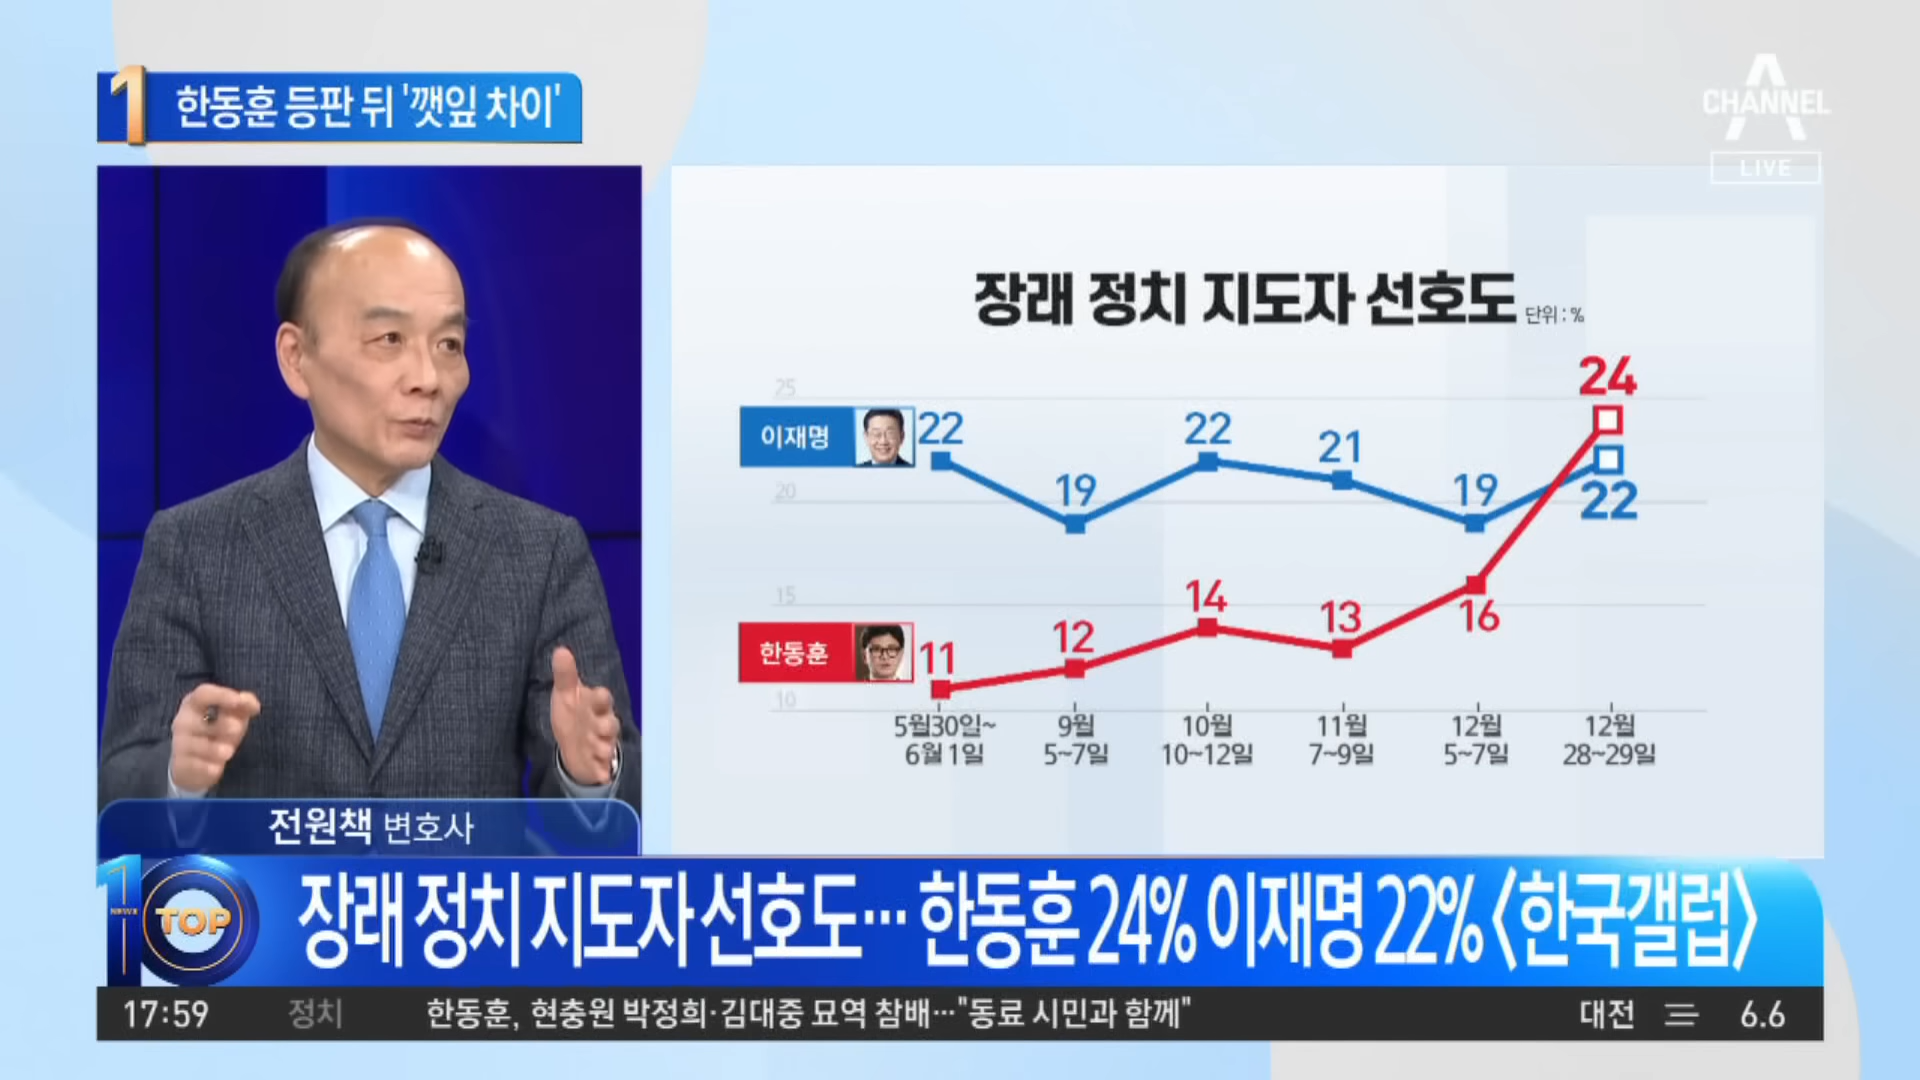 1 한동훈 등판 뒤 '깻잎 차이'
CHANNEL A
LIVE
장래 정치 지도자 선호도 단위 : %
25
20
15
10
이재명
22
19
22
21
19
22
한동훈
11
12
14
13
16
24
5월30일~
6월 1일
9월
5~7일
10월
10~12일
11월
7~9일
12월
5~7일
12월
28~29일
전원책 변호사
NEWS TOP 10
장래 정치 지도자 선호도… 한동훈 24% 이재명 22% 〈한국갤럽〉
17:59 정치 한동훈, 현충원 박정희·김대중 묘역 참배…"동료 시민과 함께" 대전 6.6